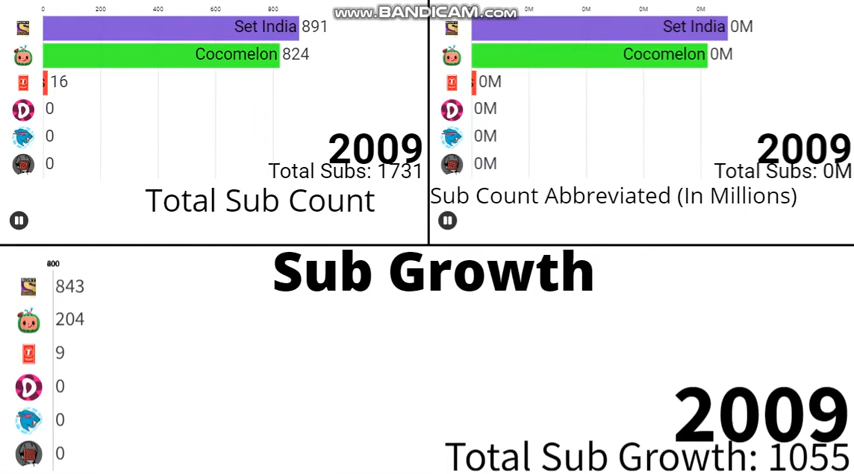 www.BANDICAM.com
0 200 400 600 800
Set India 891
Cocomelon 824
16
0
0
0
2009
Total Subs: 1731
Total Sub Count
0 0M 0M 0M 0M
Set India 0M
Cocomelon 0M
s 0M
0M
0M
0M
2009
Total Subs: 0M
Sub Count Abbreviated (In Millions)
Sub Growth
843
204
9
0
0
0
2009
Total Sub Growth: 1055